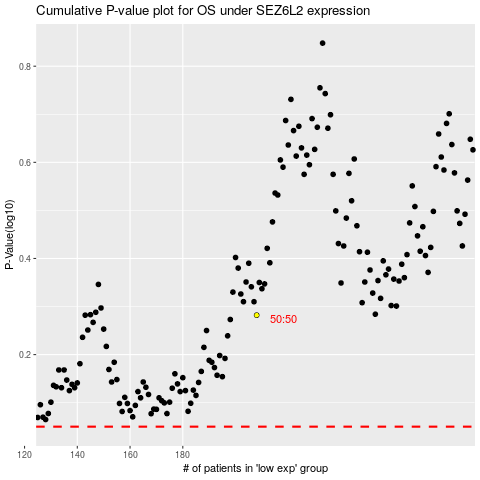 Cumulative P-value plot for OS under SEZ6L2 expression
P-Value(log10)
0.8
0.6
0.4
0.2
50:50
120 140 160 180
# of patients in 'low exp' group